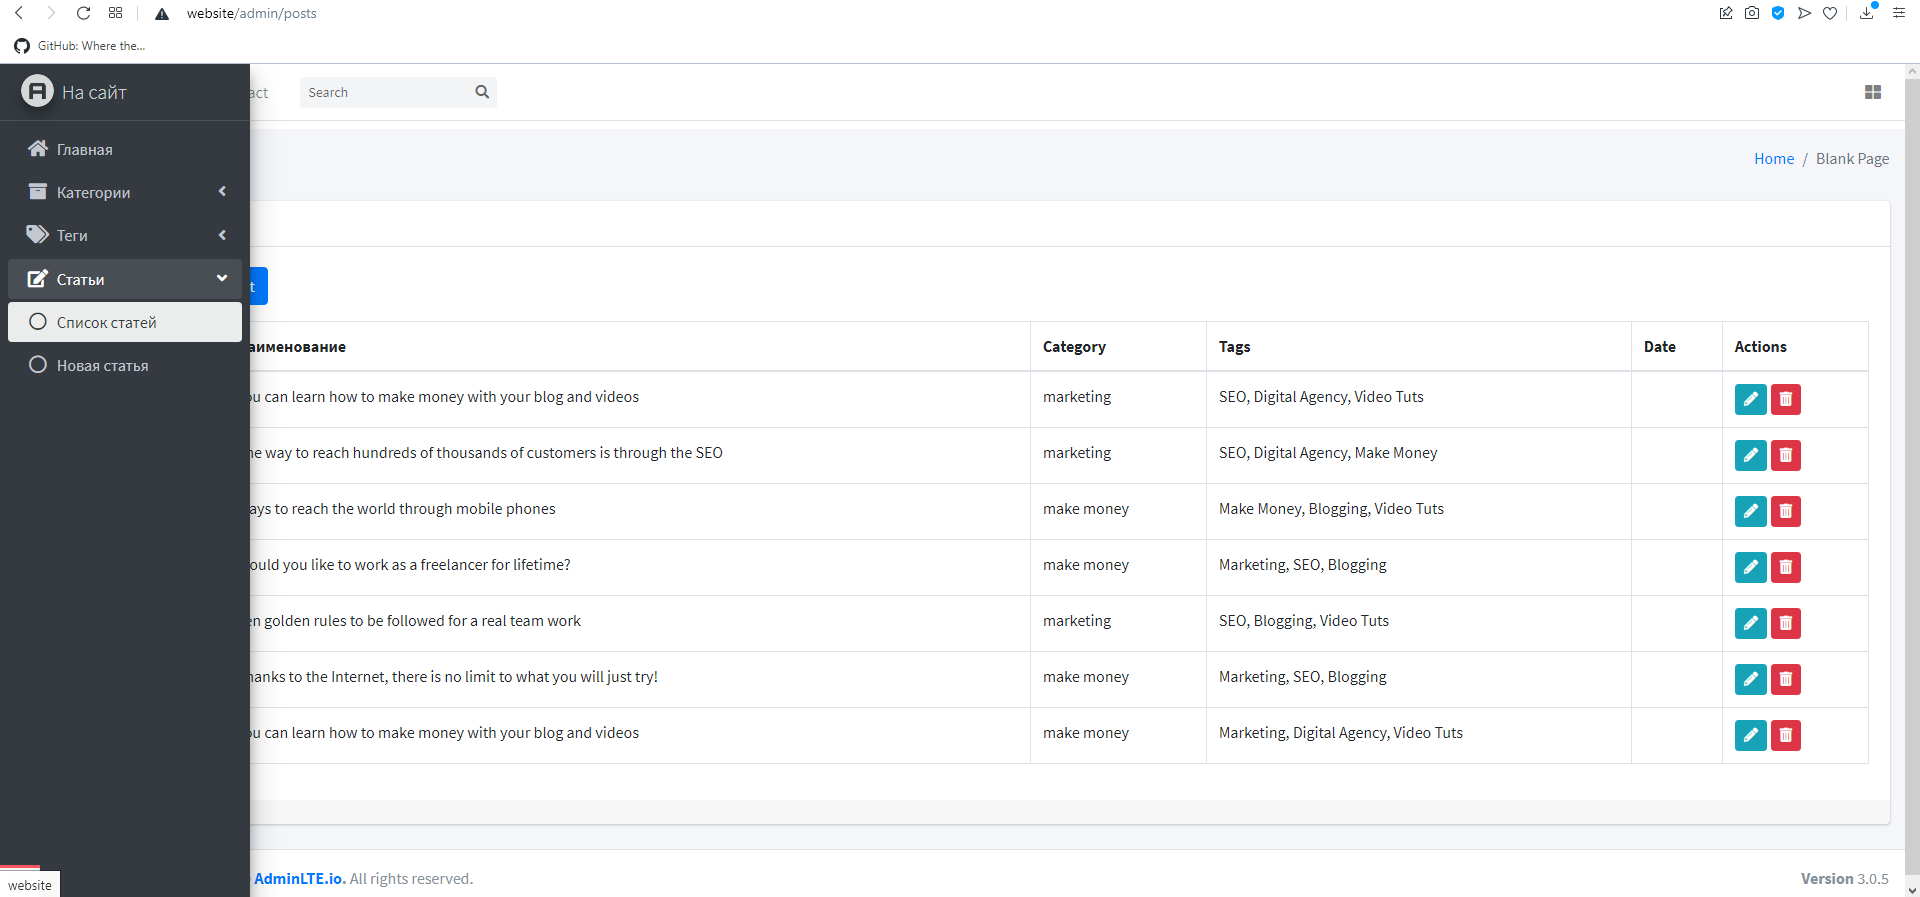 website/admin/posts
GitHub: Where the...
На сайт
Search
Главная
Home / Blank Page
Категории
Теги
Статьи
Список статей
Новая статья
Category Tags Date Actions
can learn how to make money with your blog and videos marketing SEO, Digital Agency, Video Tuts
way to reach hundreds of thousands of customers is through the SEO marketing SEO, Digital Agency, Make Money
to reach the world through mobile phones make money Make Money, Blogging, Video Tuts
you like to work as a freelancer for lifetime? make money Marketing, SEO, Blogging
golden rules to be followed for a real team work marketing SEO, Blogging, Video Tuts
to the Internet, there is no limit to what you will just try! make money Marketing, SEO, Blogging
can learn how to make money with your blog and videos make money Marketing, Digital Agency, Video Tuts
AdminLTE.io. All rights reserved.
Version 3.0.5
website